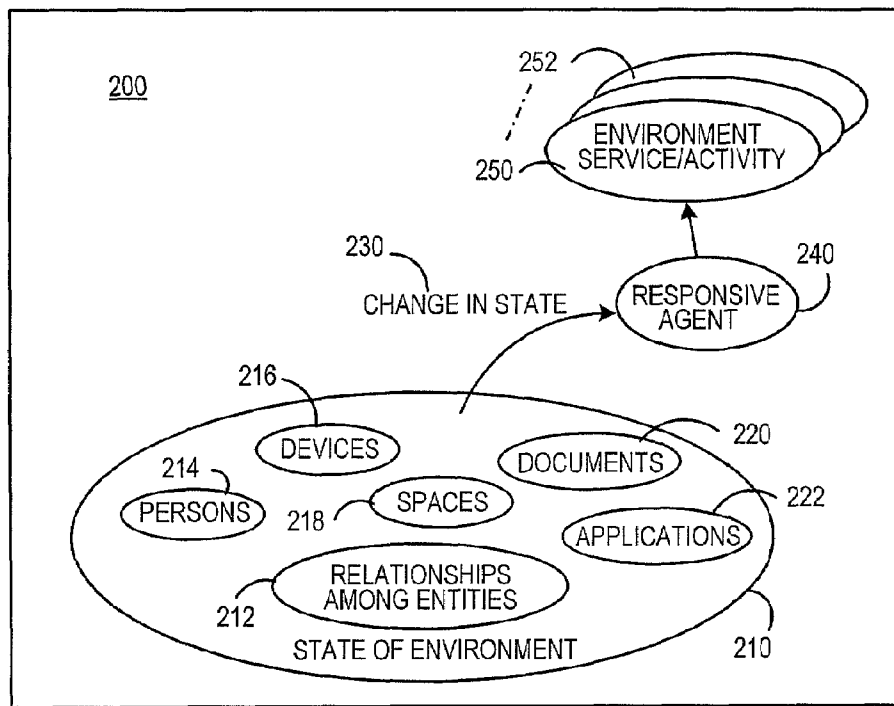 200
252
ENVIRONMENT
SERVICE/ACTIVITY
250
230
240
CHANGE IN STATE
RESPONSIVE
AGENT
216
DEVICES
220
DOCUMENTS
214
PERSONS
218
SPACES
222
APPLICATIONS
RELATIONSHIPS
AMONG ENTITIES
212
STATE OF ENVIRONMENT
210